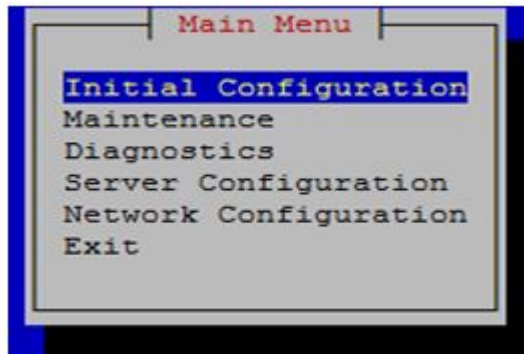 Main Menu
Initial Configuration
Maintenance
Diagnostics
Server Configuration
Network Configuration
Exit